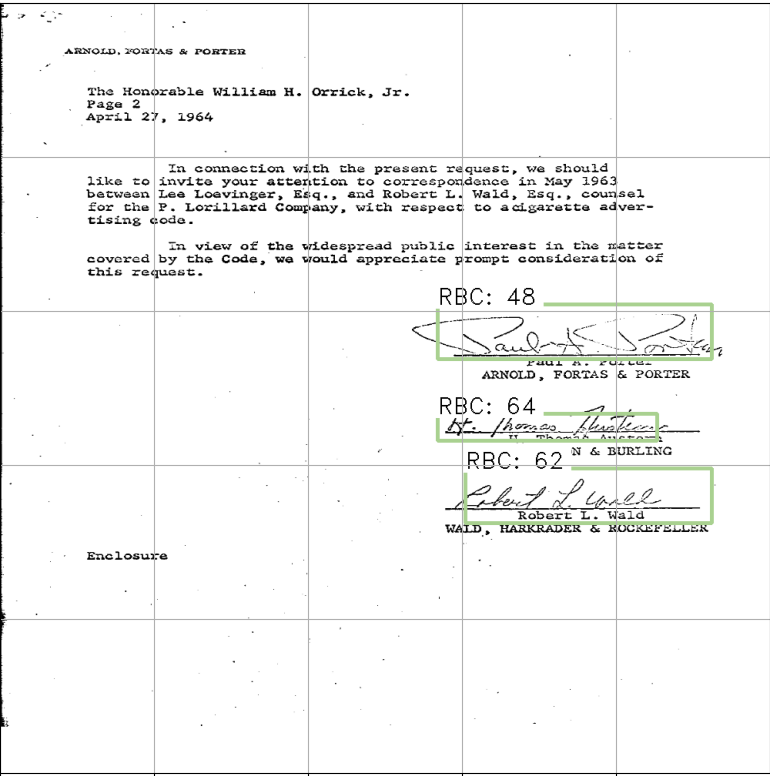 ARNOLD, FORTAS & PORTER
The Honorable William H. Orrick, Jr.
Page 2
April 27, 1964
In connection with the present request, we should
like to invite your attention to correspondence in May 1963
between Lee Loevinger, Esq., and Robert L. Wald, Esq., counsel
for the P. Lorillard Company, with respect to a cigarette adver-
tising code.
In view of the widespread public interest in the matter
covered by the Code, we would appreciate prompt consideration of
this request.
RBC: 48
Paul A. Porter
Paul A. Porter
ARNOLD, FORTAS & PORTER
RBC: 64
H. Thomas Austern
H. Thomas Austern
N & BURLING
RBC: 62
Robert L. Wald
Robert L. Wald
WALD, HARKRADER & ROCKEFELLER
Enclosure